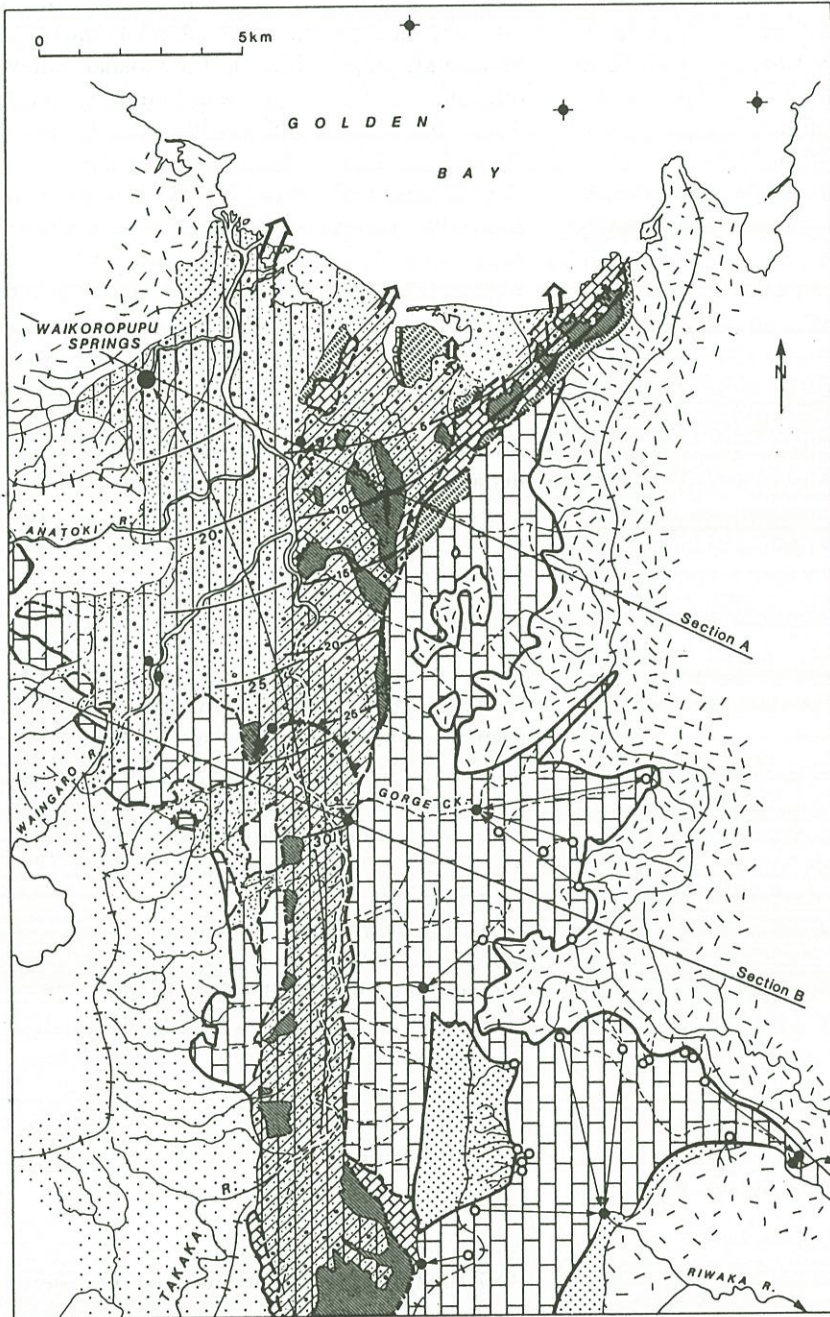 0 5km
GOLDEN
BAY
WAIKOROPUPU
SPRINGS
N
5
10
ANATOKI R.
20
15
Section A
20
25
25
WAINGARO R.
GORGE CK.
30
Section B
TAKAKA R.
RIWAKA R.